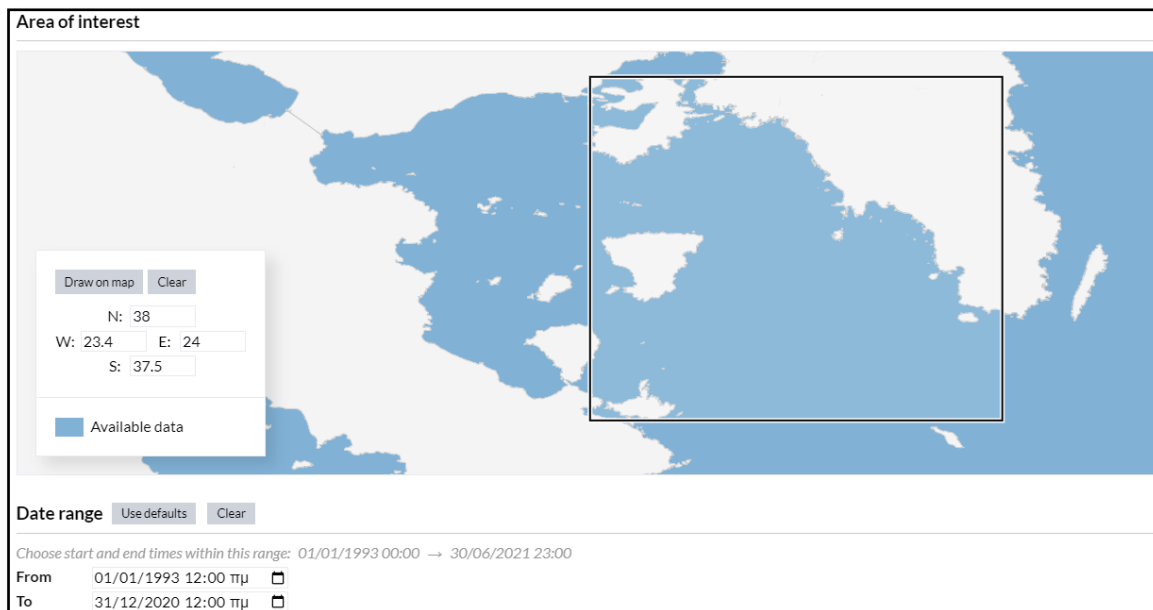 Area of interest
Draw on map Clear
N: 38
W: 23.4 E: 24
S: 37.5
Available data
Date range Use defaults Clear
Choose start and end times within this range: 01/01/1993 00:00 → 30/06/2021 23:00
From 01/01/1993 12:00 πμ
To 31/12/2020 12:00 πμ